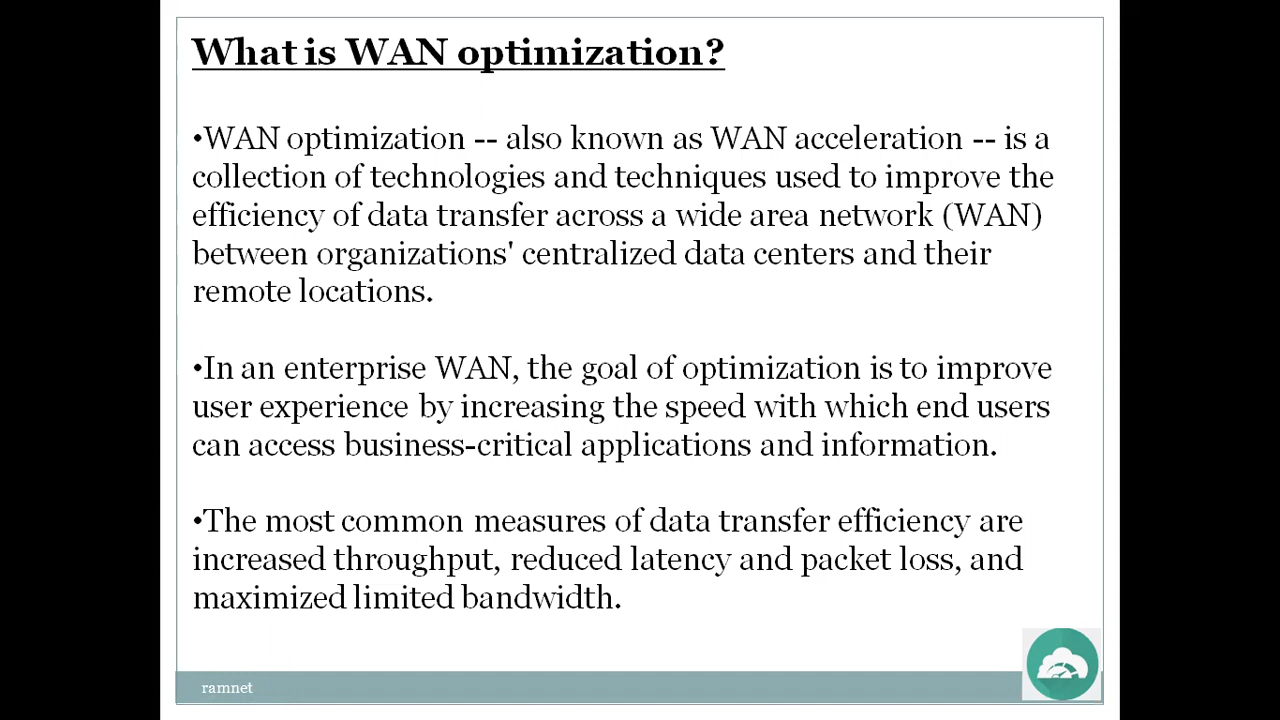 What is WAN optimization?
•WAN optimization -- also known as WAN acceleration -- is a
collection of technologies and techniques used to improve the
efficiency of data transfer across a wide area network (WAN)
between organizations' centralized data centers and their
remote locations.
•In an enterprise WAN, the goal of optimization is to improve
user experience by increasing the speed with which end users
can access business-critical applications and information.
•The most common measures of data transfer efficiency are
increased throughput, reduced latency and packet loss, and
maximized limited bandwidth.
ramnet